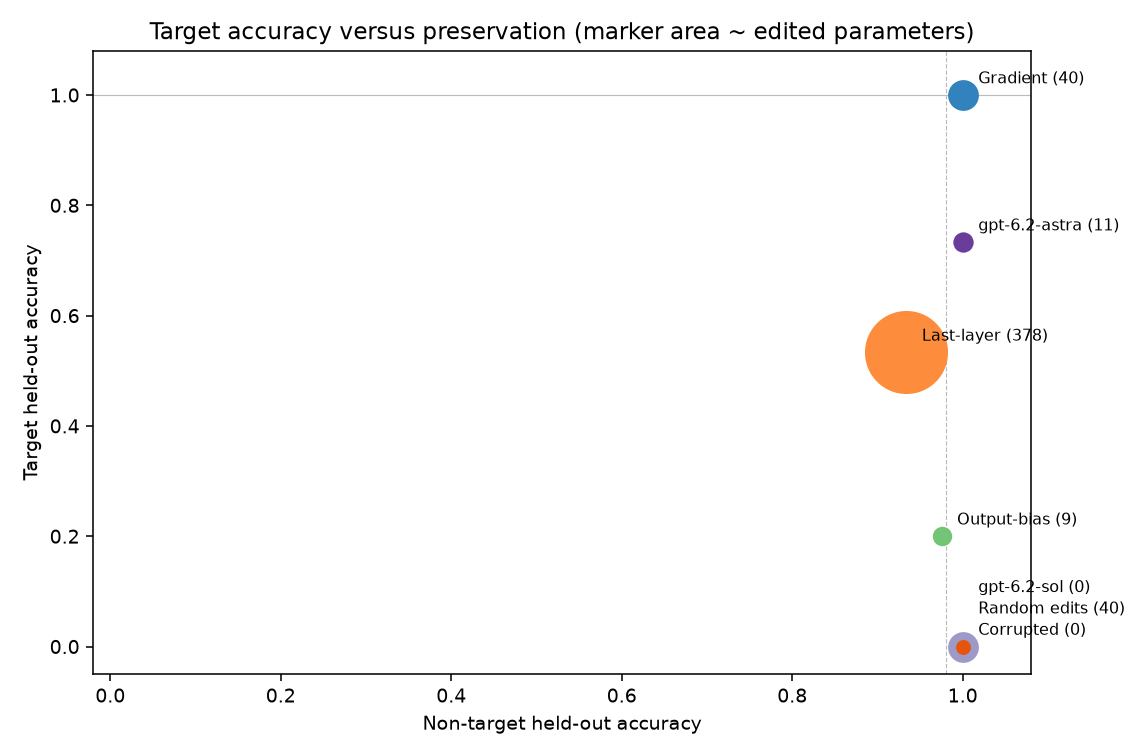 Target accuracy versus preservation (marker area ~ edited parameters)
Target held-out accuracy
1.0
0.8
0.6
0.4
0.2
0.0
Gradient (40)
gpt-6.2-astra (11)
Last-layer (378)
Output-bias (9)
gpt-6.2-sol (0)
Random edits (40)
Corrupted (0)
0.0 0.2 0.4 0.6 0.8 1.0
Non-target held-out accuracy